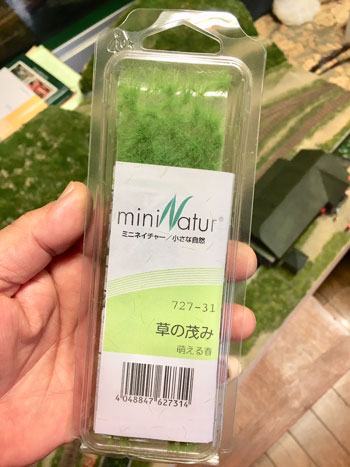 miniNatur®
ミニネイチャー/小さな自然
727-31
草の茂み
萌える春
4 048847 627314